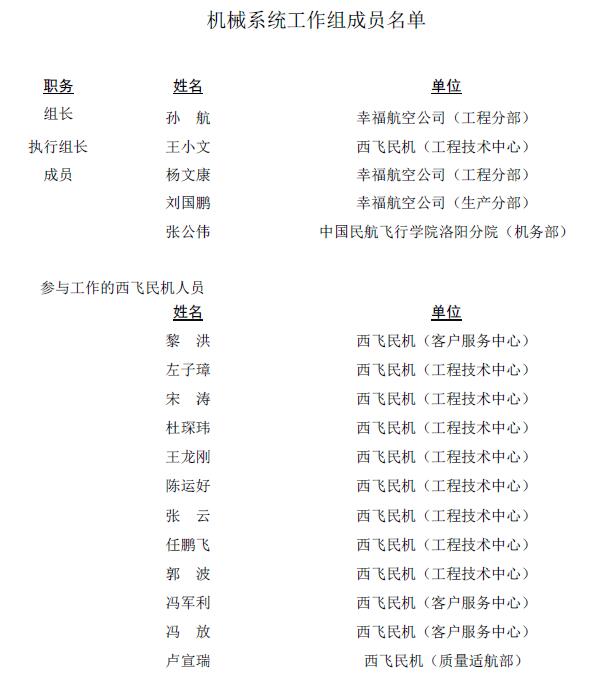 机械系统工作组成员名单
职务 姓名 单位
组长 孙 航 幸福航空公司（工程分部）
执行组长 王小文 西飞民机（工程技术中心）
成员 杨文康 幸福航空公司（工程分部）
刘国鹏 幸福航空公司（生产分部）
张公伟 中国民航飞行学院洛阳分院（机务部）
参与工作的西飞民机人员
姓名 单位
黎 洪 西飞民机（客户服务中心）
左子璋 西飞民机（工程技术中心）
宋 涛 西飞民机（工程技术中心）
杜琛玮 西飞民机（工程技术中心）
王龙刚 西飞民机（工程技术中心）
陈运好 西飞民机（工程技术中心）
张 云 西飞民机（工程技术中心）
任鹏飞 西飞民机（工程技术中心）
郭 波 西飞民机（工程技术中心）
冯军利 西飞民机（客户服务中心）
冯 放 西飞民机（客户服务中心）
卢宣瑞 西飞民机（质量适航部）